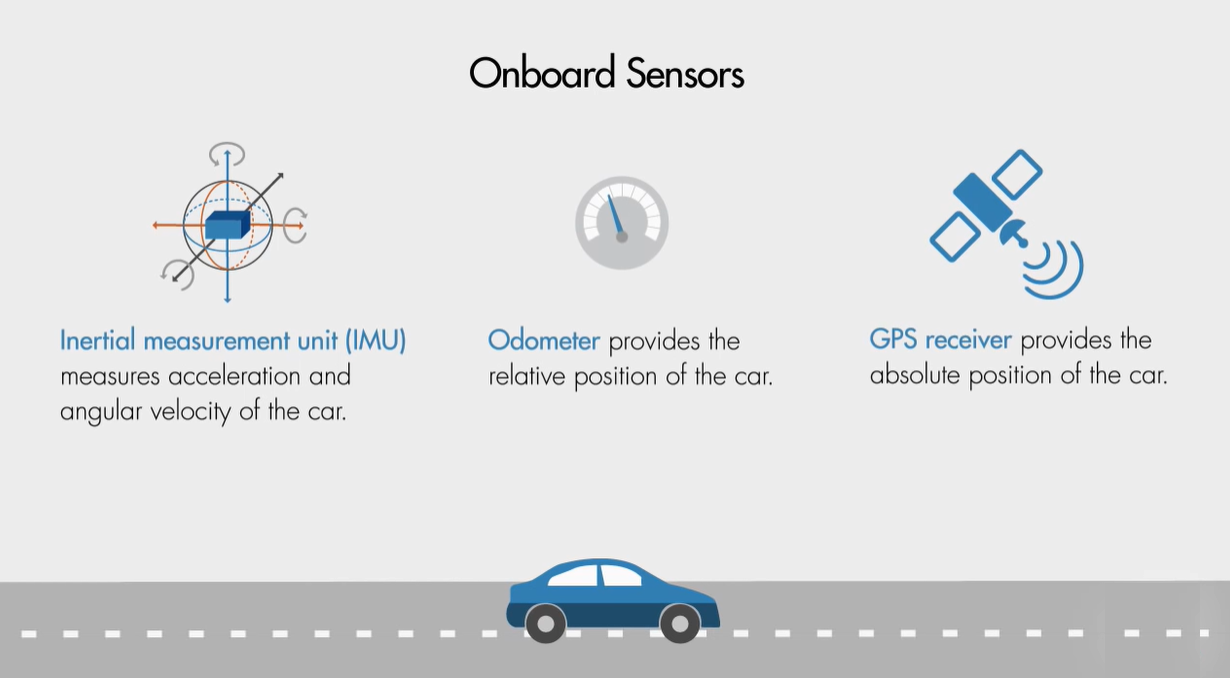 Onboard Sensors
Inertial measurement unit (IMU)
measures acceleration and
angular velocity of the car.
Odometer provides the
relative position of the car.
GPS receiver provides the
absolute position of the car.